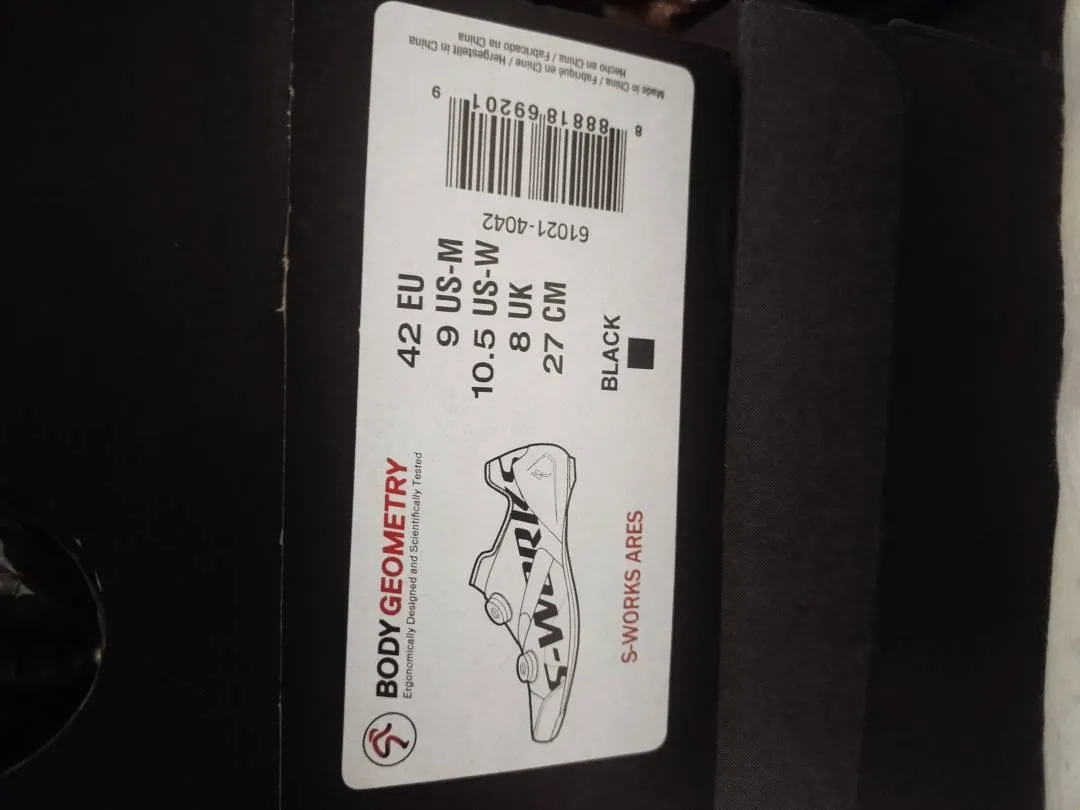 BODY GEOMETRY
Ergonomically Designed and Scientifically Tested
S-WORKS
S-WORKS ARES
42 EU
9 US-M
10.5 US-W
8 UK
27 CM
BLACK
61021-4042
8 88818 69201 9
Made in China / Fabriqué en Chine / Hergestellt in China
Hecho en China / Fabricado na China